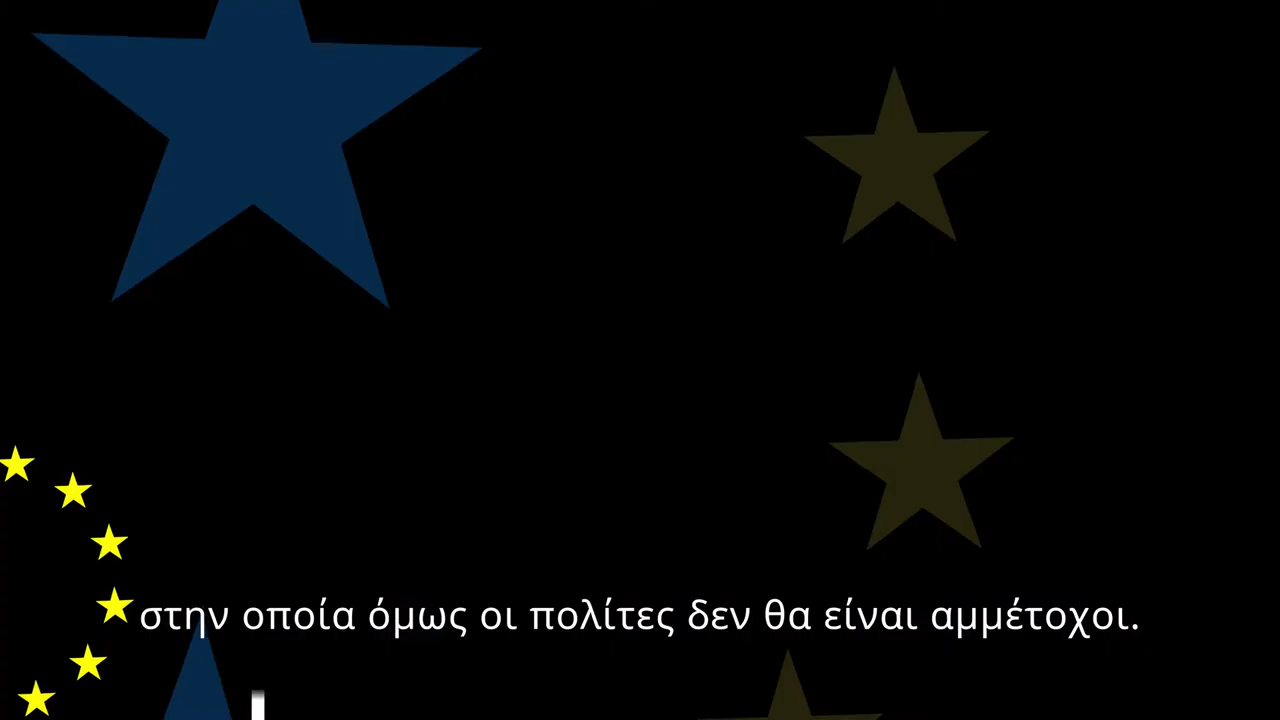 στην οποία όμως οι πολίτες δεν θα είναι αμμέτοχοι.